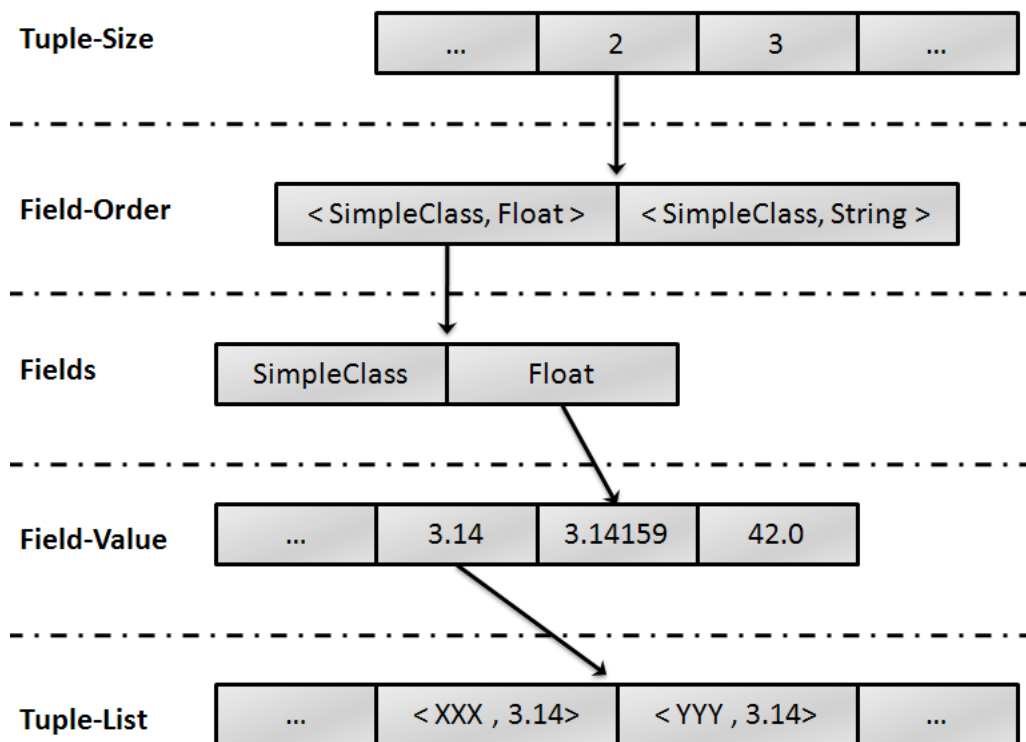 Tuple-Size
... 2 3 ...
Field-Order
< SimpleClass, Float > < SimpleClass, String >
Fields
SimpleClass Float
Field-Value
... 3.14 3.14159 42.0
Tuple-List
... < XXX , 3.14> < YYY , 3.14> ...